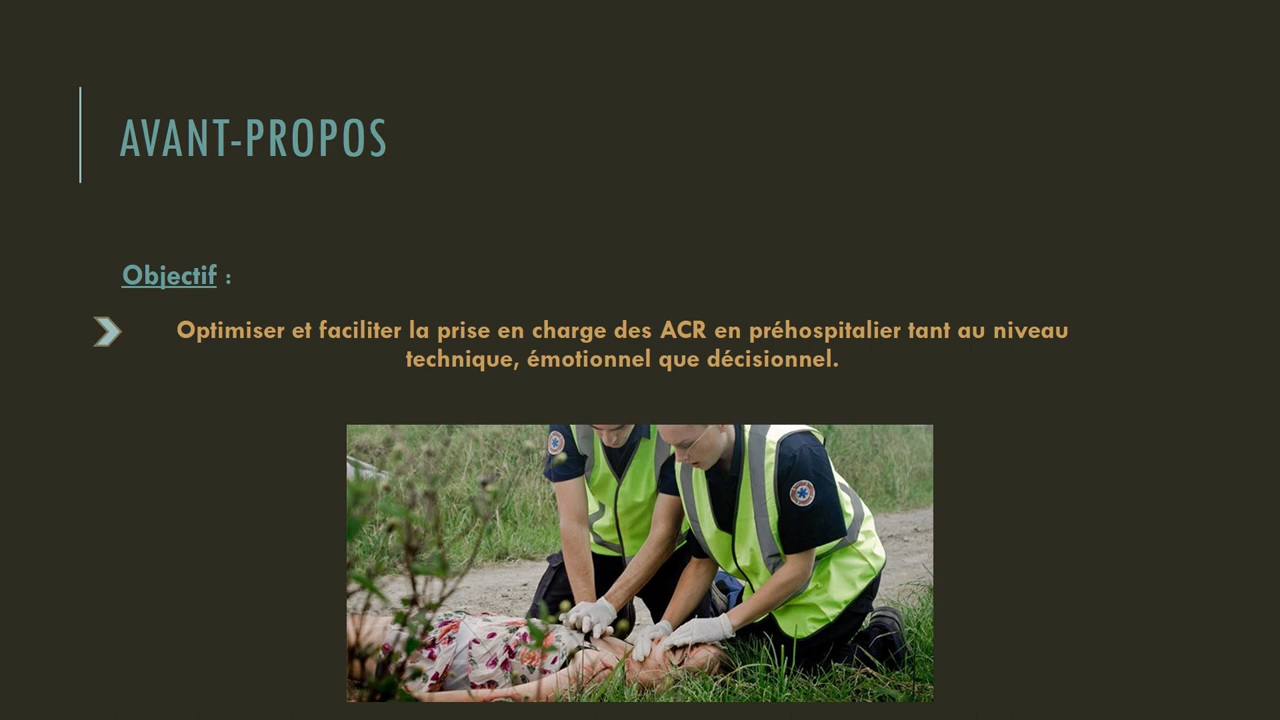 AVANT-PROPOS
Objectif :
Optimiser et faciliter la prise en charge des ACR en préhospitalier tant au niveau
technique, émotionnel que décisionnel.